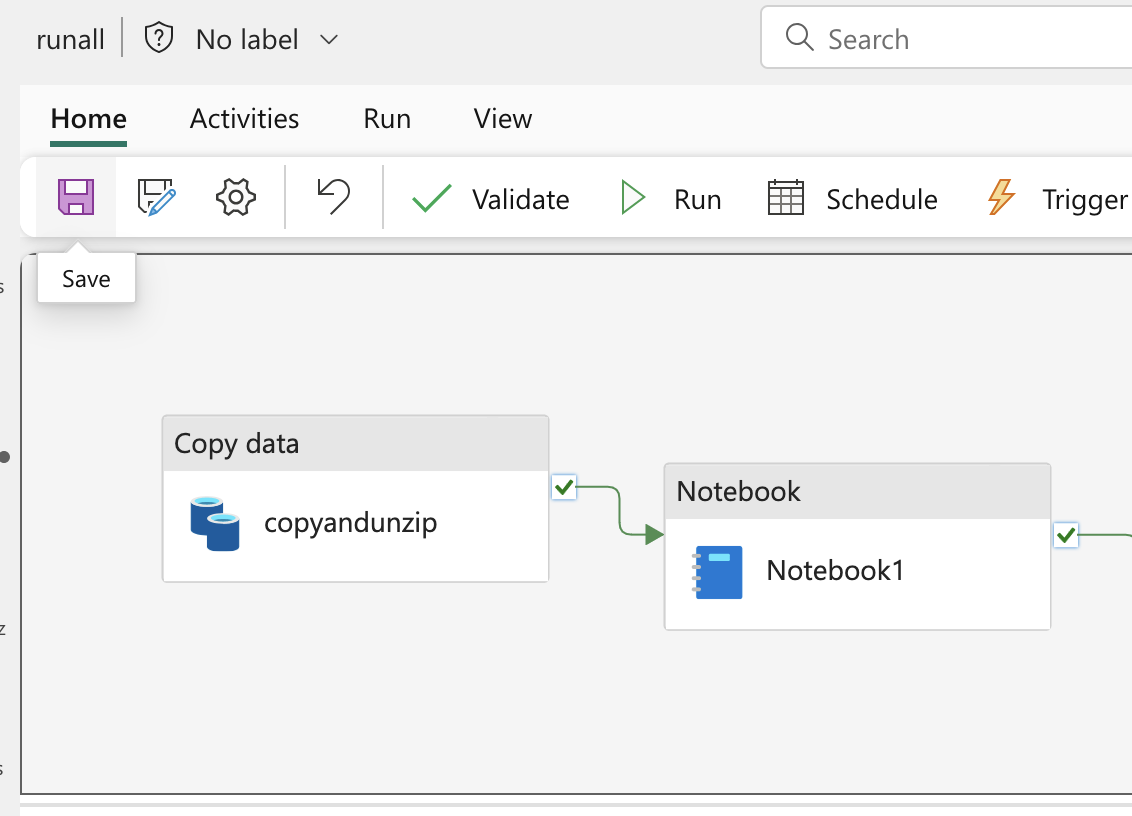 runall
No label
Search
Home Activities Run View
Validate Run Schedule Trigger
Save
Copy data
copyandunzip
Notebook
Notebook1